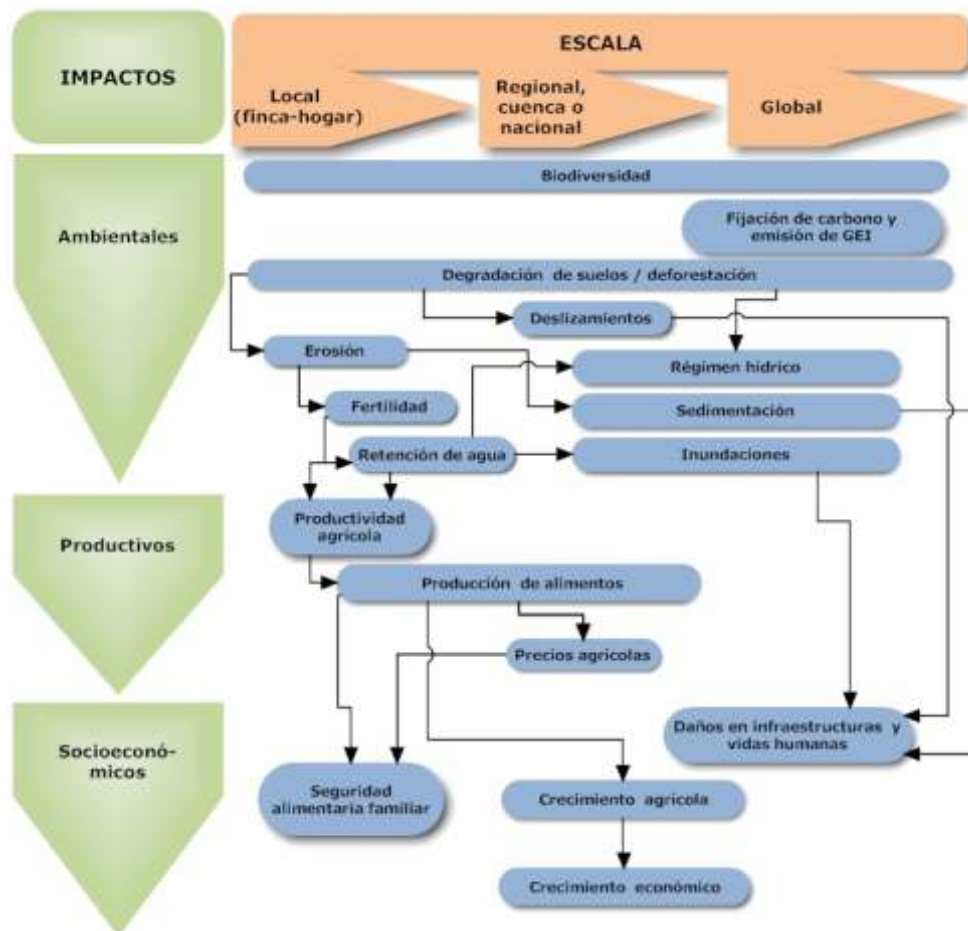 IMPACTOS
ESCALA
Local
(finca-hogar)
Regional,
cuenca o
nacional
Global
Biodiversidad
Ambientales
Fijación de carbono y
emisión de GEI
Degradación de suelos / deforestación
Deslizamientos
Erosión
Régimen hídrico
Fertilidad
Sedimentación
Retención de agua
Inundaciones
Productivos
Productividad
agrícola
Producción de alimentos
Precios agrícolas
Socioeconó-
micos
Daños en infraestructuras y
vidas humanas
Seguridad
alimentaria familiar
Crecimiento agrícola
Crecimiento económico